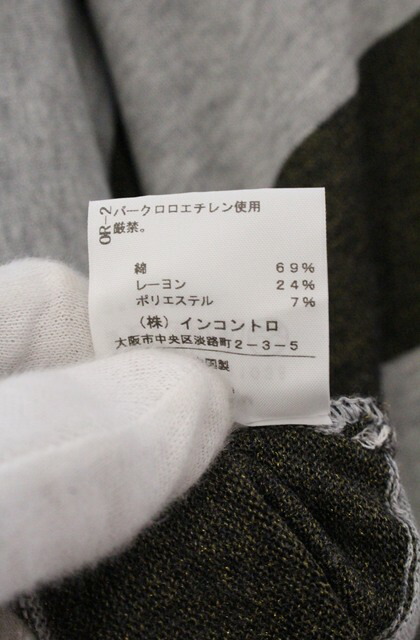 OR-2
パークロロエチレン使用
厳禁。
綿 69%
レーヨン 24%
ポリエステル 7%
(株) インコントロ
大阪市中央区淡路町2-3-5
国製